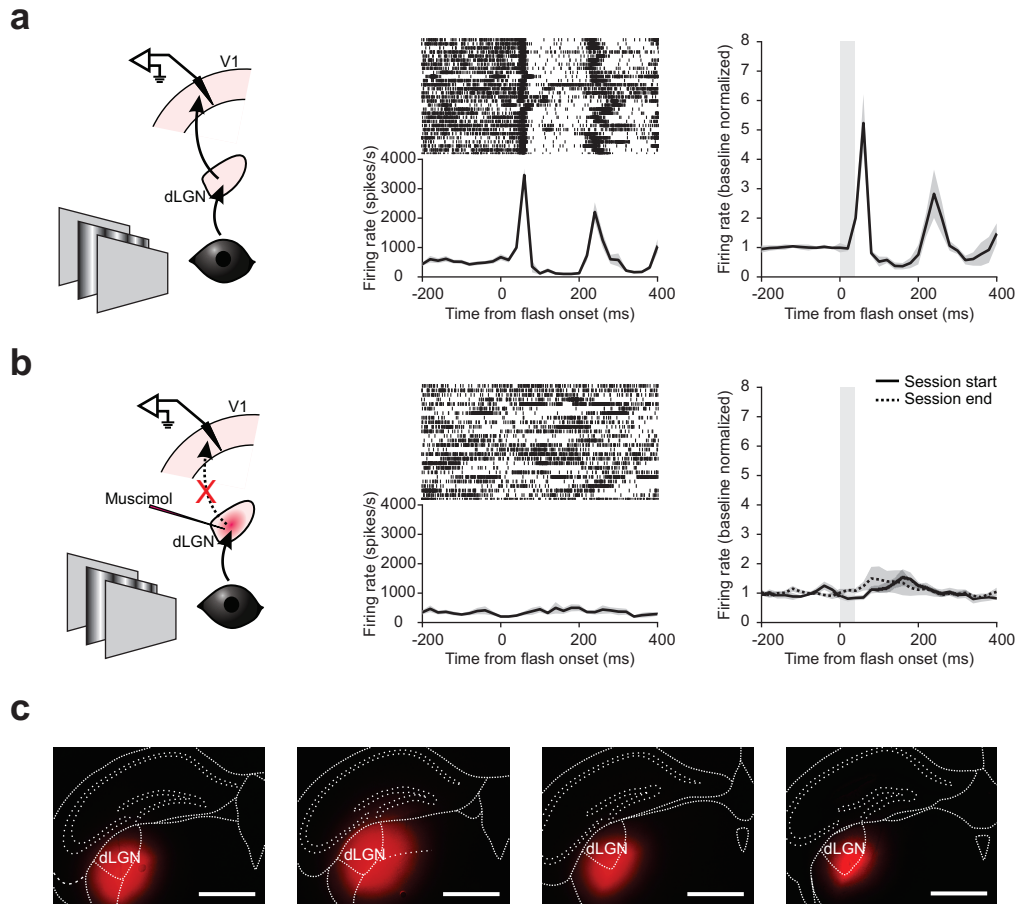 a
V1
dLGN
Firing rate (spikes/s)
4000
3000
2000
1000
0
-200
0
200
400
Time from flash onset (ms)
Firing rate (baseline normalized)
8
7
6
5
4
3
2
1
0
-200
0
200
400
Time from flash onset (ms)
b
V1
X
Muscimol
dLGN
Firing rate (spikes/s)
4000
3000
2000
1000
0
-200
0
200
400
Time from flash onset (ms)
Session start
Session end
Firing rate (baseline normalized)
8
7
6
5
4
3
2
1
0
-200
0
200
400
Time from flash onset (ms)
c
dLGN
dLGN
dLGN
dLGN